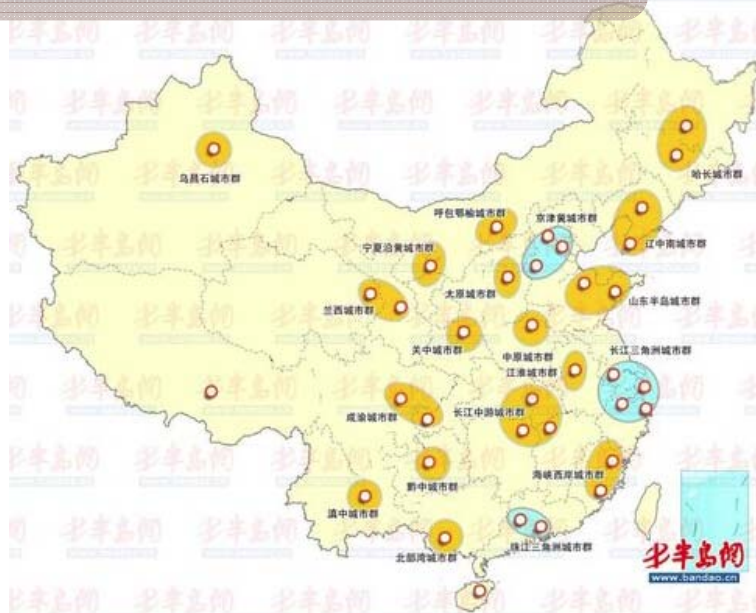 哈长城市群
乌昌石城市群
呼包鄂榆城市群
京津冀城市群
辽中南城市群
宁夏沿黄城市群
太原城市群
山东半岛城市群
兰西城市群
关中城市群
中原城市群
长江三角洲城市群
江淮城市群
成渝城市群
长江中游城市群
海峡西岸城市群
黔中城市群
滇中城市群
珠江三角洲城市群
北部湾城市群
半岛网
www.bandao.cn